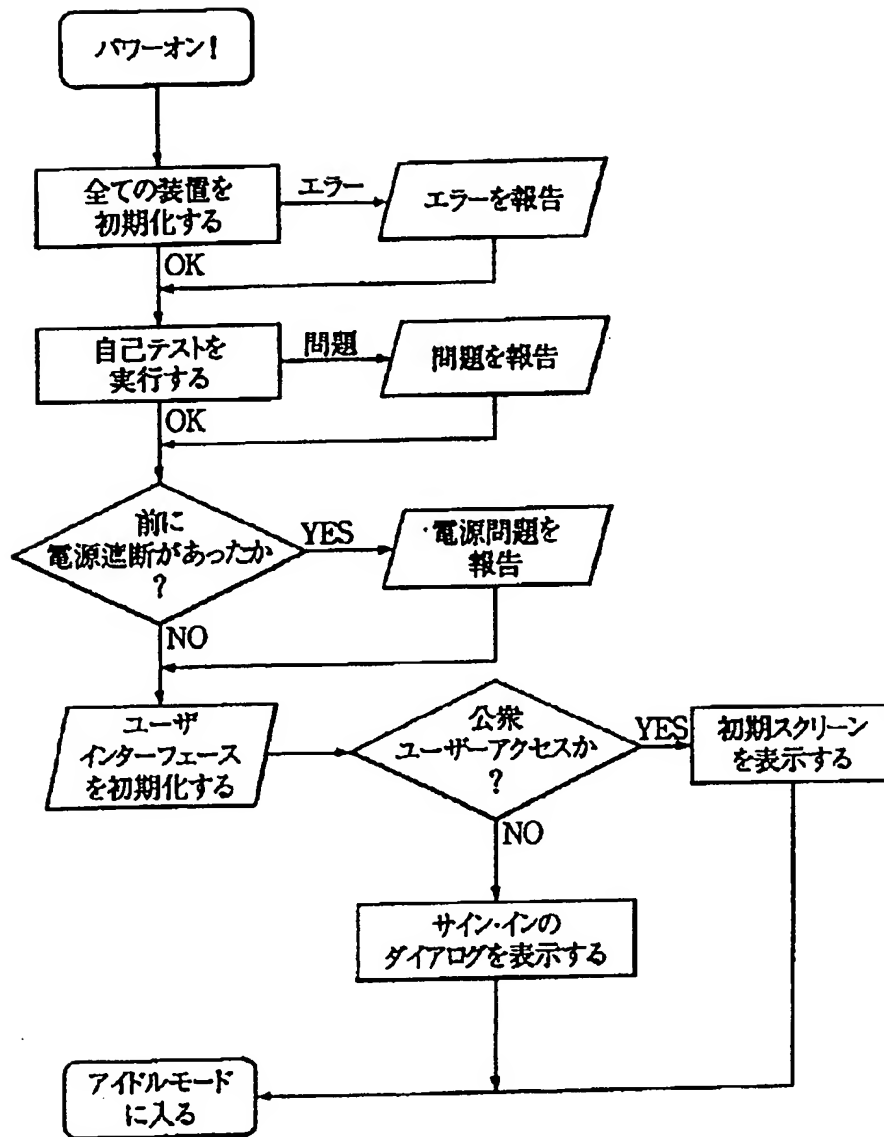 パワーオン!
全ての装置を
初期化する
エラー
エラーを報告
OK
自己テストを
実行する
問題
問題を報告
OK
前に
電源遮断があったか
?
YES
電源問題を
報告
NO
ユーザ
インターフェース
を初期化する
公衆
ユーザーアクセスか
?
YES
初期スクリーン
を表示する
NO
サイン・インの
ダイアログを表示する
アイドルモード
に入る